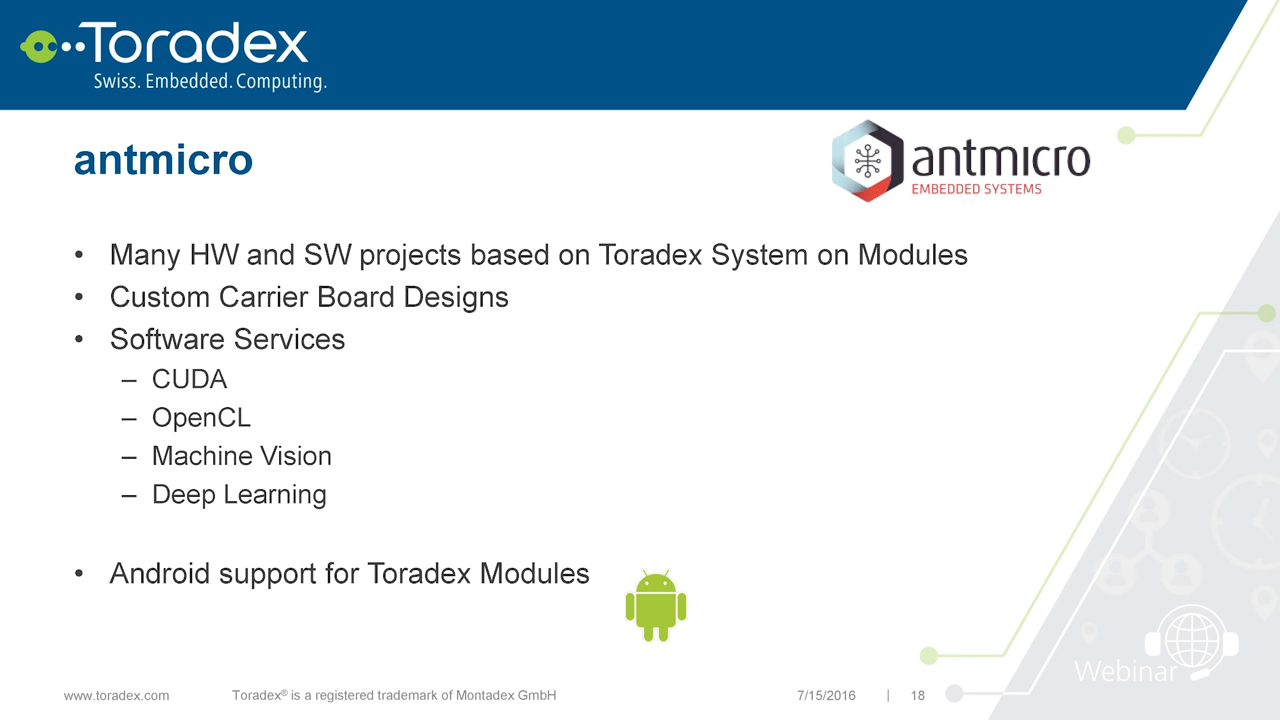 Toradex
Swiss. Embedded. Computing.
antmicro
antmicro
EMBEDDED SYSTEMS
• Many HW and SW projects based on Toradex System on Modules
• Custom Carrier Board Designs
• Software Services
– CUDA
– OpenCL
– Machine Vision
– Deep Learning
• Android support for Toradex Modules
Webinar
www.toradex.com
Toradex® is a registered trademark of Montadex GmbH
7/15/2016 | 18